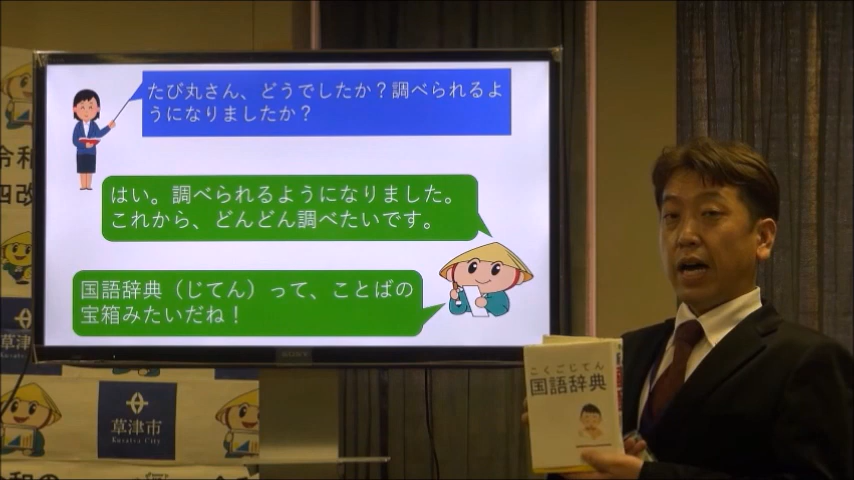 たび丸さん、どうでしたか？調べられるよ
うになりましたか？
はい。調べられるようになりました。
これから、どんどん調べたいです。
国語辞典（じてん）って、ことばの
宝箱みたいだね！
こくごじてん
国語辞典
令和
四改
草津
草津市
Kusatsu City
和の